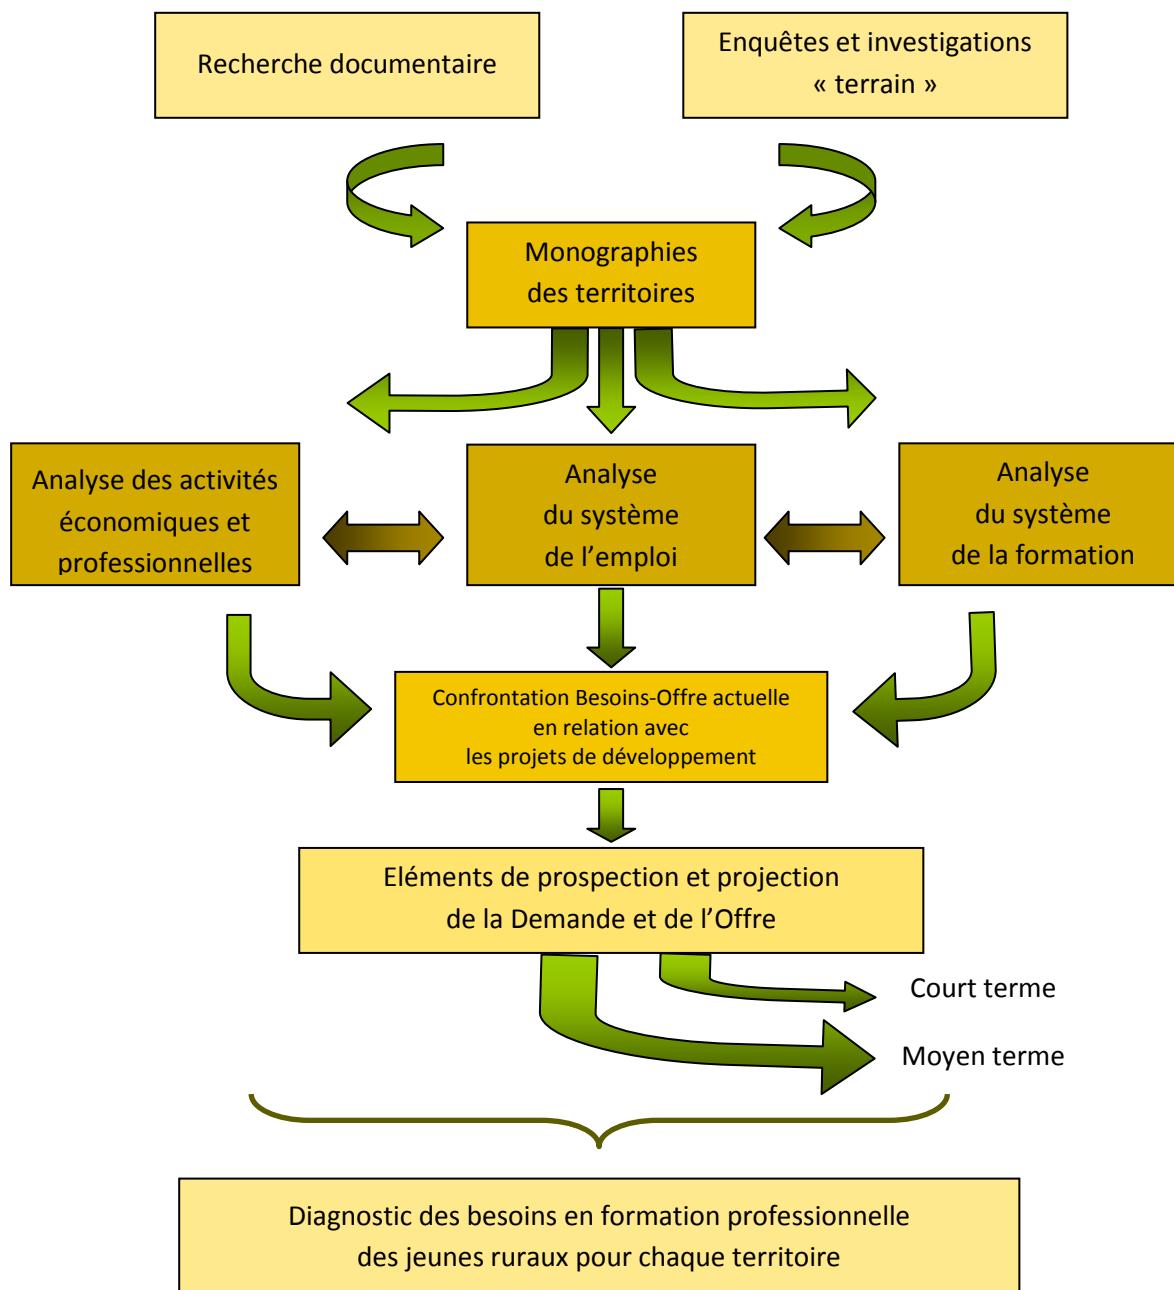 Recherche documentaire
Enquêtes et investigations
« terrain »
Monographies
des territoires
Analyse des activités
économiques et
professionnelles
Analyse
du système
de l’emploi
Analyse
du système
de la formation
Confrontation Besoins-Offre actuelle
en relation avec
les projets de développement
Eléments de prospection et projection
de la Demande et de l’Offre
Court terme
Moyen terme
Diagnostic des besoins en formation professionnelle
des jeunes ruraux pour chaque territoire